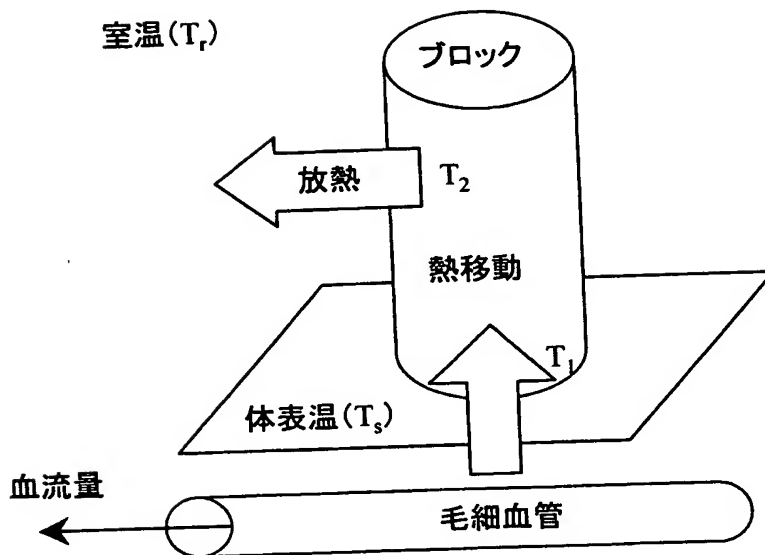 室温(Tr)
ブロック
放熱
T2
熱移動
T1
体表温(Ts)
血流量
毛細血管